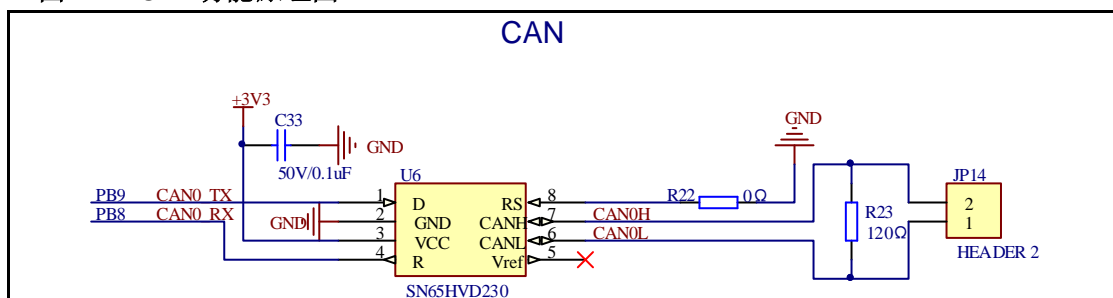 CAN
+3V3
C33
GND
50V/0.1uF
GND
U6
JP14
PB9 CAN0_TX 1 D RS 8 R22 0Ω 2
PB8 CAN0_RX GND 2 GND CANH 7 CAN0H R23 1
3 VCC CANL 6 CAN0L 120Ω
4 R Vref 5 HEADER 2
SN65HVD230